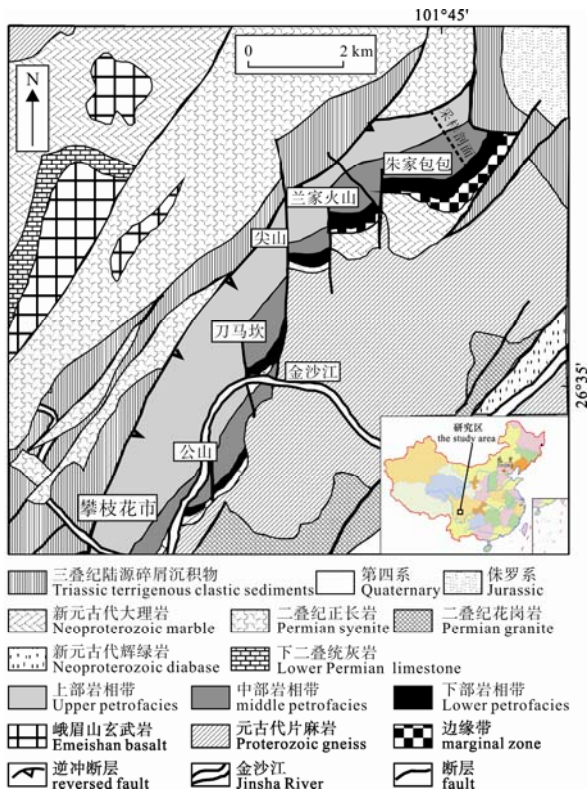 101°45'
0 2 km
N
采样剖面
朱家包包
兰家火山
尖山
刀马坎
金沙江
26°35'
公山
攀枝花市
研究区
the study area
三叠纪陆源碎屑沉积物
Triassic terrigenous clastic sediments
第四系
Quaternary
侏罗系
Jurassic
新元古代大理岩
Neoproterozoic marble
二叠纪正长岩
Permian syenite
二叠纪花岗岩
Permian granite
新元古代辉绿岩
Neoproterozoic diabase
下二叠统灰岩
Lower Permian limestone
上部岩相带
Upper petrofacies
中部岩相带
middle petrofacies
下部岩相带
Lower petrofacies
峨眉山玄武岩
Emeishan basalt
元古代片麻岩
Proterozoic gneiss
边缘带
marginal zone
逆冲断层
reversed fault
金沙江
Jinsha River
断层
fault